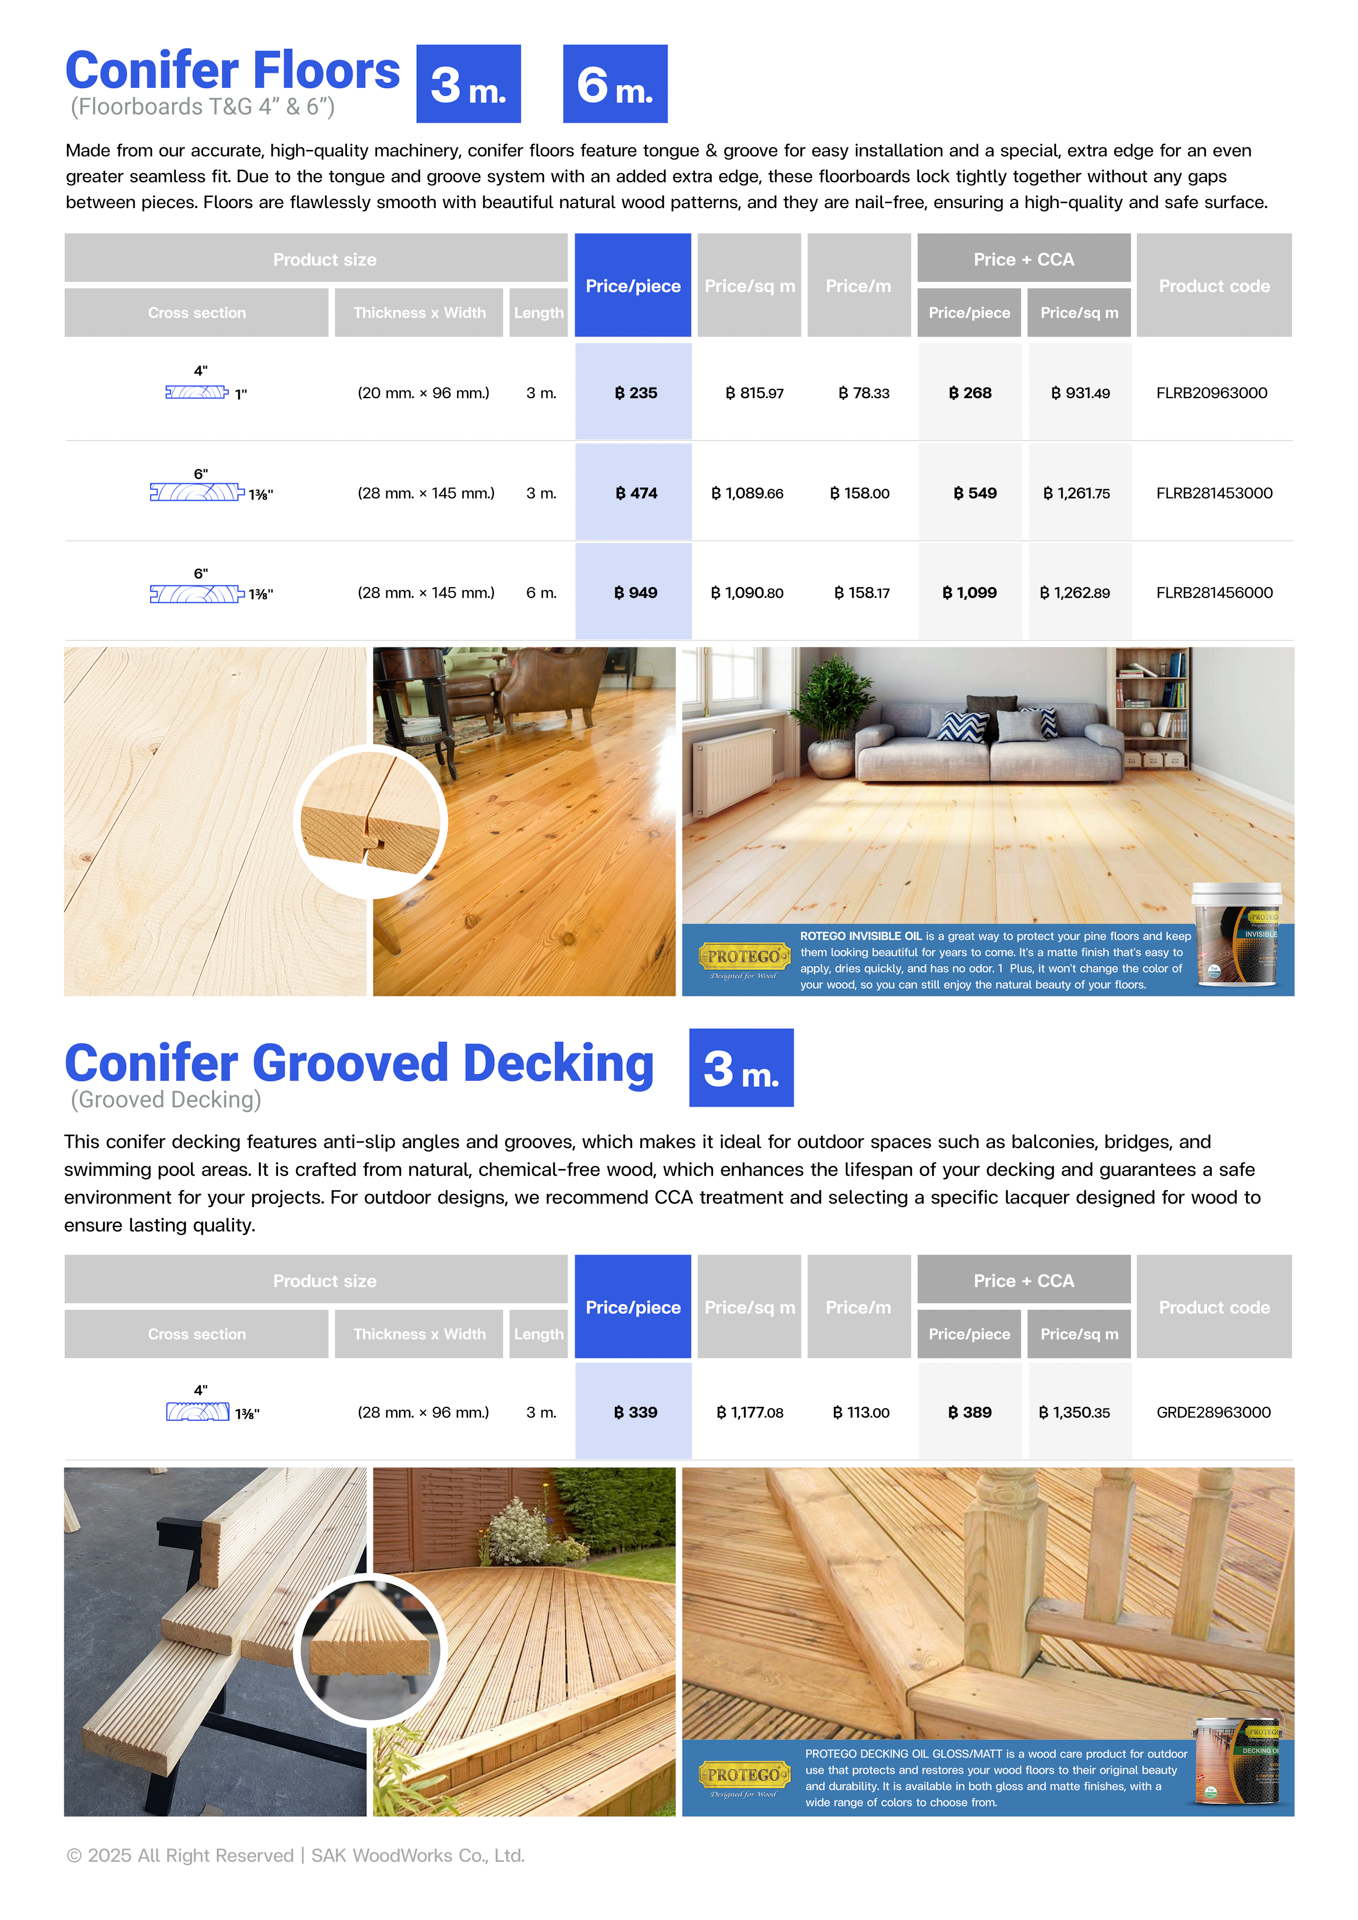 Conifer Floors
3 m.
6 m.
(Floorboards T&G 4” & 6”)
Made from our accurate, high-quality machinery, conifer floors feature tongue & groove for easy installation and a special, extra edge for an even
greater seamless fit. Due to the tongue and groove system with an added extra edge, these floorboards lock tightly together without any gaps
between pieces. Floors are flawlessly smooth with beautiful natural wood patterns, and they are nail-free, ensuring a high-quality and safe surface.
Product size Price/piece Price/sq m Price/m Price + CCA Product code
Cross section Thickness x Width Length Price/piece Price/sq m
4"
1" (20 mm. × 96 mm.) 3 m. ฿ 235 ฿ 815.97 ฿ 78.33 ฿ 268 ฿ 931.49 FLRB20963000
6"
1⅜" (28 mm. × 145 mm.) 3 m. ฿ 474 ฿ 1,089.66 ฿ 158.00 ฿ 549 ฿ 1,261.75 FLRB281453000
6"
1⅜" (28 mm. × 145 mm.) 6 m. ฿ 949 ฿ 1,090.80 ฿ 158.17 ฿ 1,099 ฿ 1,262.89 FLRB281456000
PROTEGO
Designed for Wood
ROTEGO INVISIBLE OIL is a great way to protect your pine floors and keep
them looking beautiful for years to come. It's a matte finish that's easy to
apply, dries quickly, and has no odor. 1 Plus, it won't change the color of
your wood, so you can still enjoy the natural beauty of your floors.
PROTEGO
INVISIBLE
Conifer Grooved Decking
3 m.
(Grooved Decking)
This conifer decking features anti-slip angles and grooves, which makes it ideal for outdoor spaces such as balconies, bridges, and
swimming pool areas. It is crafted from natural, chemical-free wood, which enhances the lifespan of your decking and guarantees a safe
environment for your projects. For outdoor designs, we recommend CCA treatment and selecting a specific lacquer designed for wood to
ensure lasting quality.
Product size Price/piece Price/sq m Price/m Price + CCA Product code
Cross section Thickness x Width Length Price/piece Price/sq m
4"
1⅜" (28 mm. × 96 mm.) 3 m. ฿ 339 ฿ 1,177.08 ฿ 113.00 ฿ 389 ฿ 1,350.35 GRDE28963000
PROTEGO
Designed for Wood
PROTEGO DECKING OIL GLOSS/MATT is a wood care product for outdoor
use that protects and restores your wood floors to their original beauty
and durability. It is available in both gloss and matte finishes, with a
wide range of colors to choose from.
PROTEGO
DECKING OI
© 2025 All Right Reserved | SAK WoodWorks Co., Ltd.